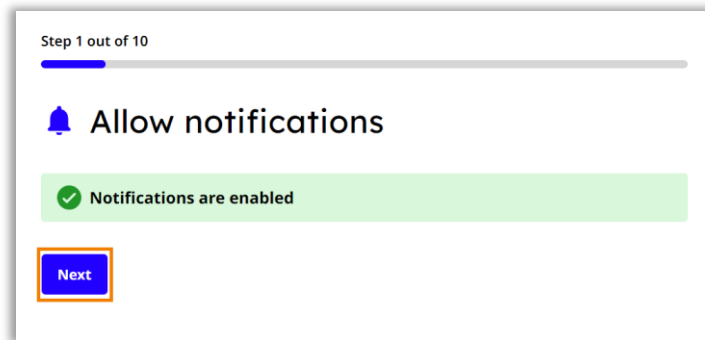 Step 1 out of 10
Allow notifications
Notifications are enabled
Next